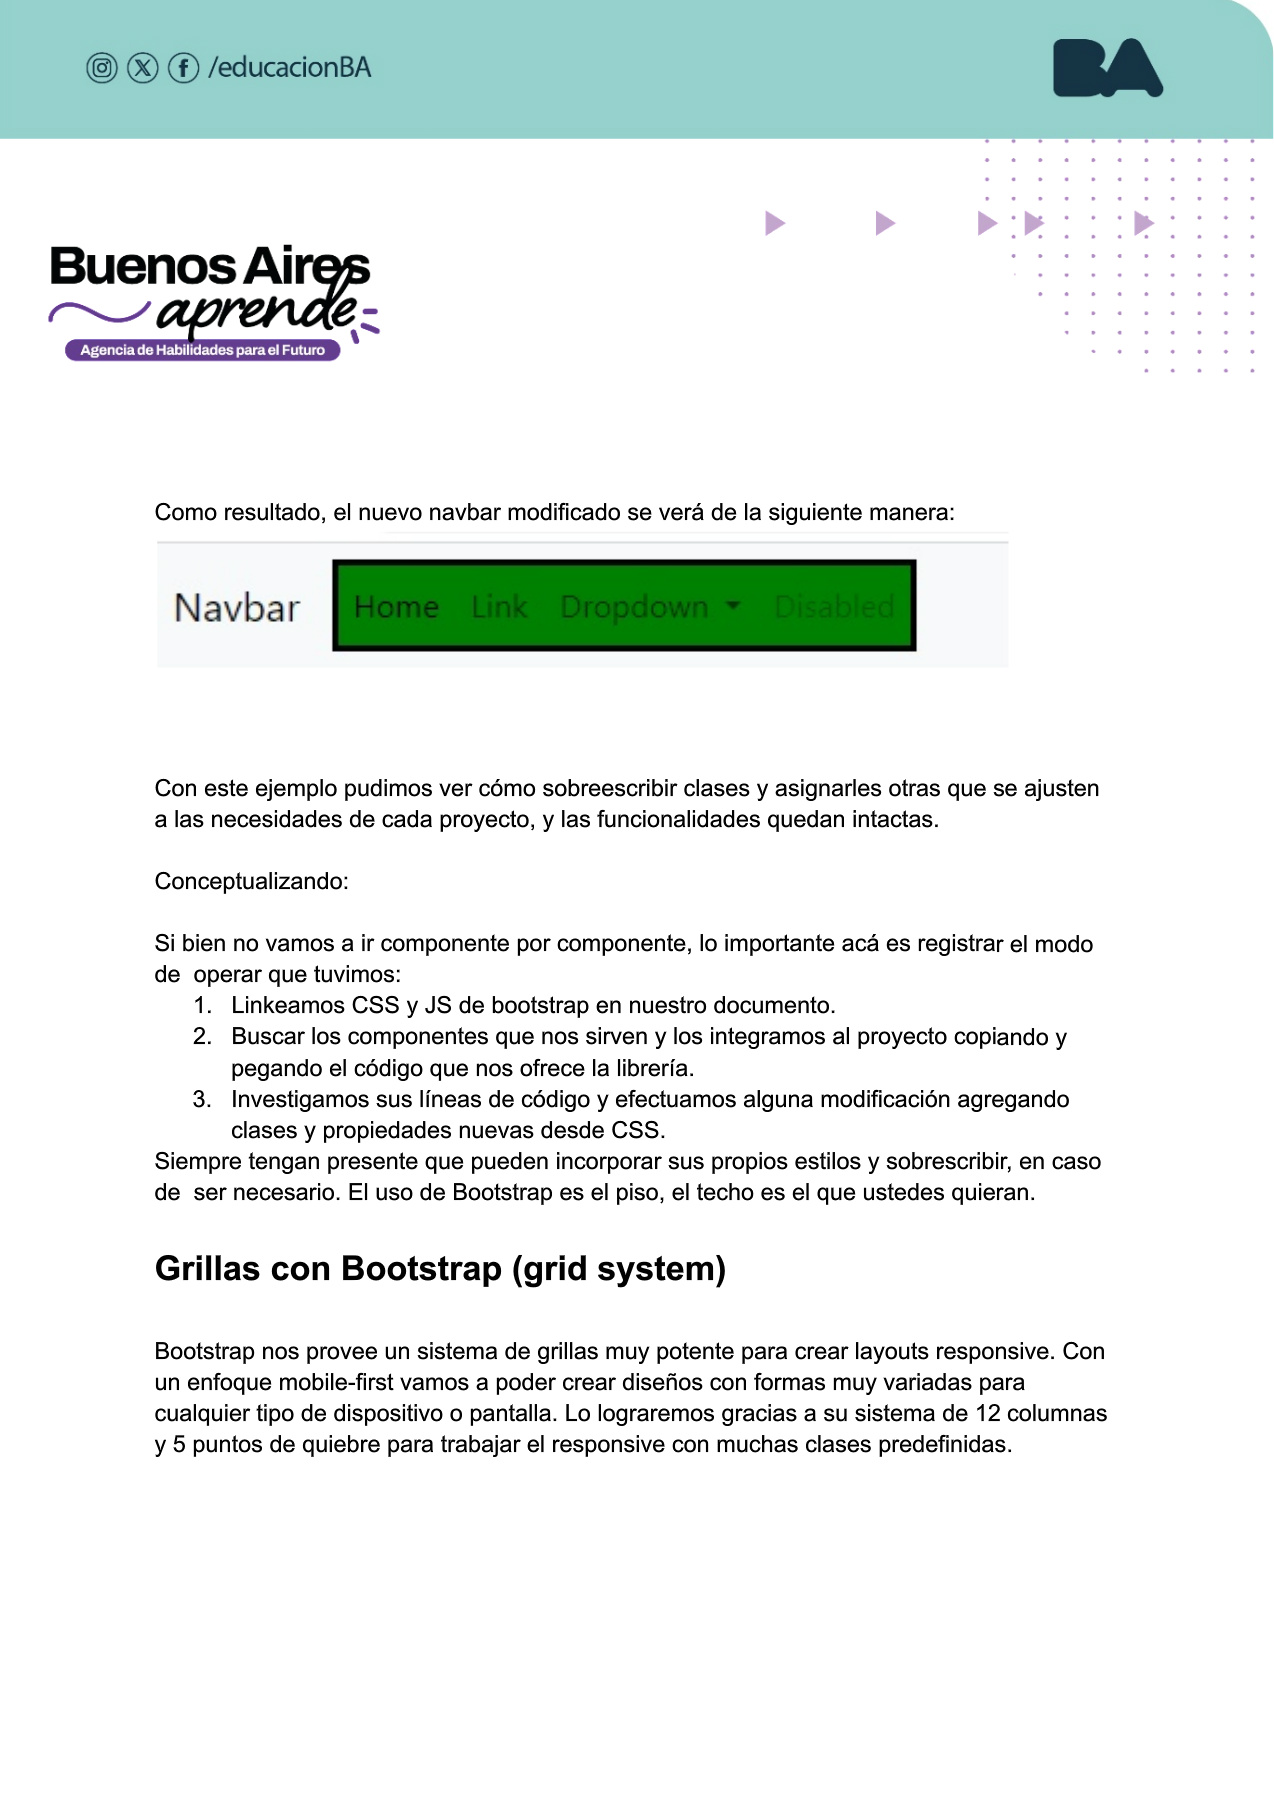 /educacionBA
BA
Buenos Aires
aprende
Agencia de Habilidades para el Futuro
Como resultado, el nuevo navbar modificado se verá de la siguiente manera:
Navbar Home Link Dropdown Disabled
Con este ejemplo pudimos ver cómo sobreescribir clases y asignarles otras que se ajusten
a las necesidades de cada proyecto, y las funcionalidades quedan intactas.
Conceptualizando:
Si bien no vamos a ir componente por componente, lo importante acá es registrar el modo
de operar que tuvimos:
1. Linkeamos CSS y JS de bootstrap en nuestro documento.
2. Buscar los componentes que nos sirven y los integramos al proyecto copiando y
pegando el código que nos ofrece la librería.
3. Investigamos sus líneas de código y efectuamos alguna modificación agregando
clases y propiedades nuevas desde CSS.
Siempre tengan presente que pueden incorporar sus propios estilos y sobrescribir, en caso
de ser necesario. El uso de Bootstrap es el piso, el techo es el que ustedes quieran.
Grillas con Bootstrap (grid system)
Bootstrap nos provee un sistema de grillas muy potente para crear layouts responsive. Con
un enfoque mobile-first vamos a poder crear diseños con formas muy variadas para
cualquier tipo de dispositivo o pantalla. Lo lograremos gracias a su sistema de 12 columnas
y 5 puntos de quiebre para trabajar el responsive con muchas clases predefinidas.